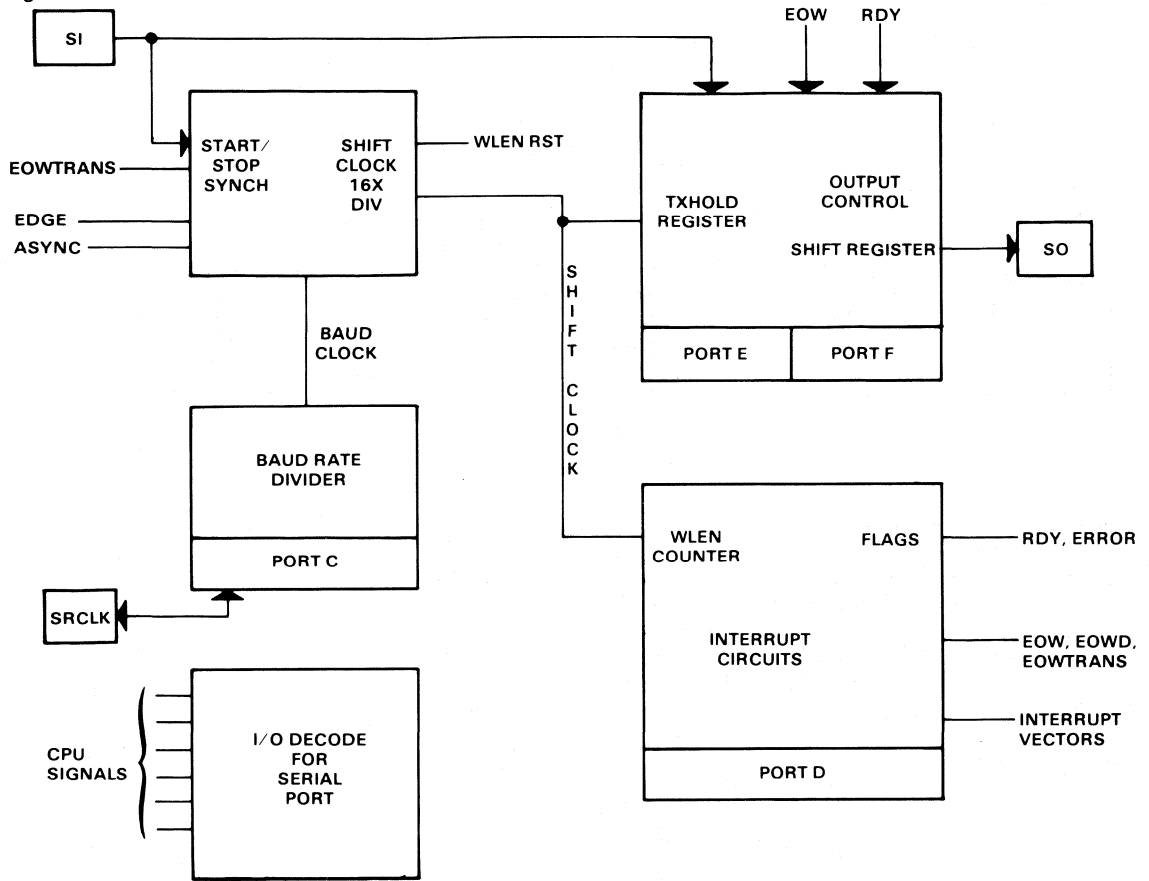 SI
EOW
RDY
START/
STOP
SYNCH
SHIFT
CLOCK
16X
DIV
WLEN RST
EOWTRANS
EDGE
ASYNC
TXHOLD
REGISTER
OUTPUT
CONTROL
SHIFT REGISTER
SO
PORT E
PORT F
BAUD
CLOCK
SHIFT CLOCK
BAUD RATE
DIVIDER
PORT C
SRCLK
WLEN
COUNTER
FLAGS
RDY, ERROR
INTERRUPT
CIRCUITS
EOW, EOWD,
EOWTRANS
INTERRUPT
VECTORS
PORT D
CPU
SIGNALS
I/O DECODE
FOR
SERIAL
PORT